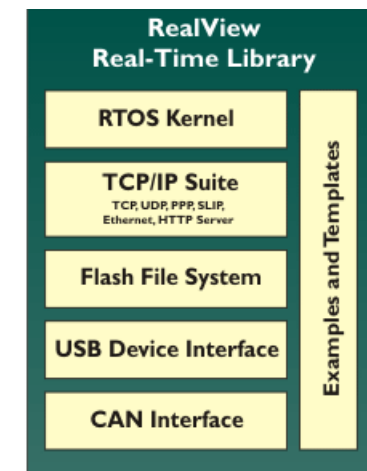 RealView
Real-Time Library
RTOS Kernel
TCP/IP Suite
TCP, UDP, PPP, SLIP,
Ethernet, HTTP Server
Flash File System
USB Device Interface
CAN Interface
Examples and Templates